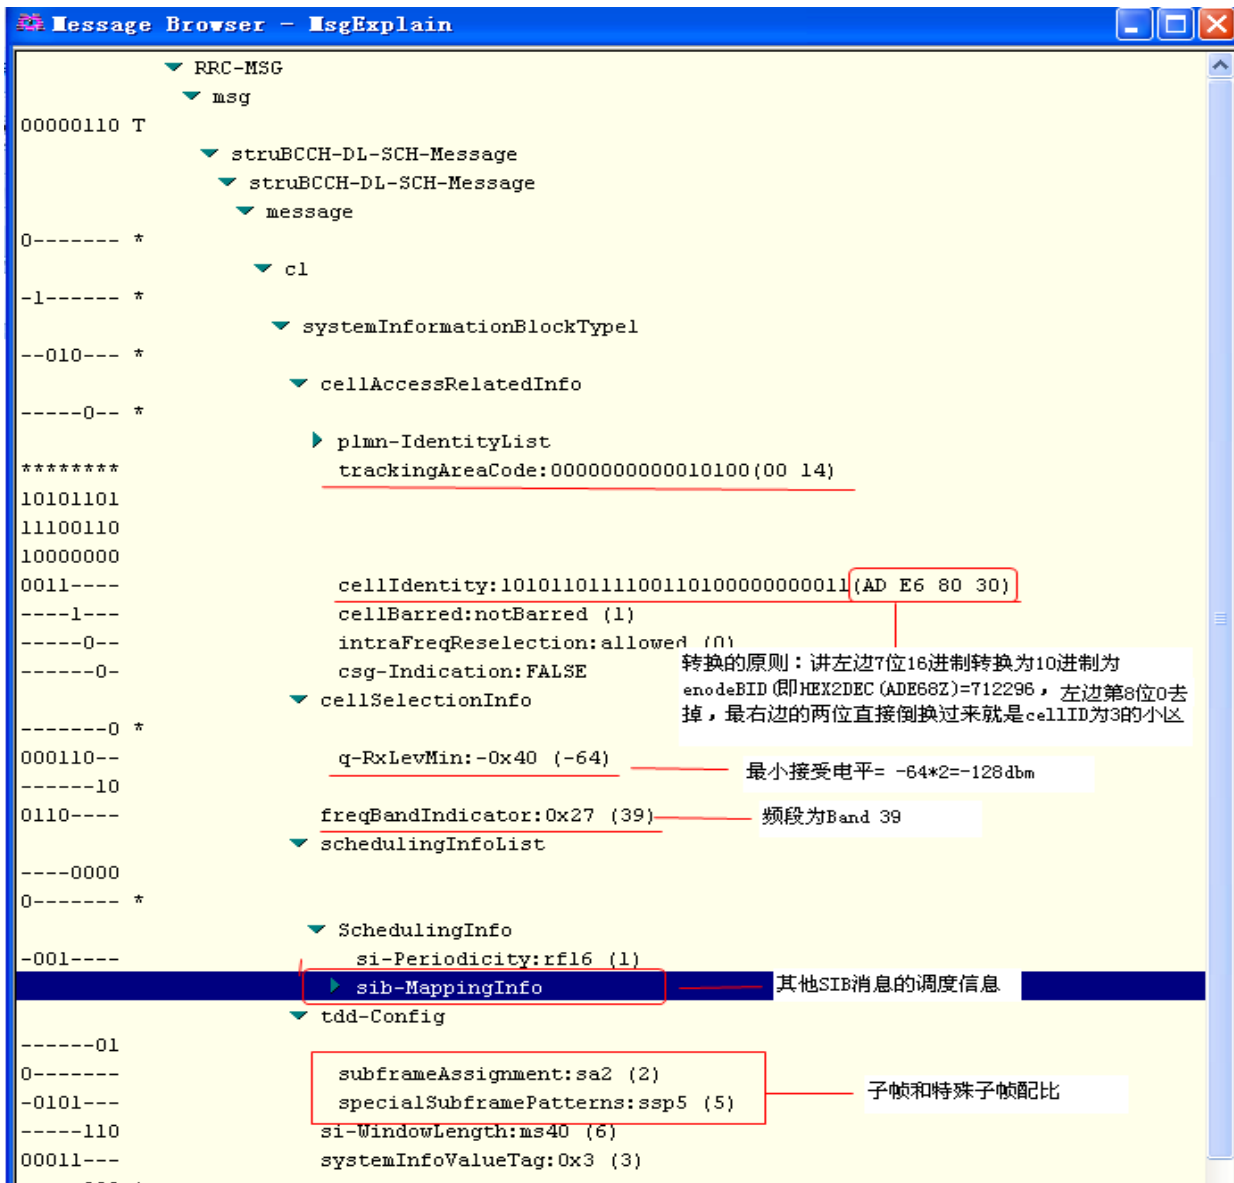 Message Browser - MsgExplain
RRC-MSG
msg
00000110 T
struBCCH-DL-SCH-Message
struBCCH-DL-SCH-Message
message
0------- *
c1
-1------ *
systemInformationBlockType1
--010--- *
cellAccessRelatedInfo
-----0-- *
plmn-IdentityList
******** trackingAreaCode:0000000000010100(00 14)
10101101
11100110
10000000
0011---- cellIdentity:1010110111100110100000000011(AD E6 80 30)
----1--- cellBarred:notBarred (1)
-----0-- intraFreqReselection:allowed (0)
------0- csg-Indication:FALSE
转换的原则：讲左边7位16进制转换为10进制为
enodeBID(即HEX2DEC(ADE68Z)=712296，左边第8位0去
掉，最右边的两位直接倒换过来就是cellID为3的小区
cellSelectionInfo
-------0 *
000110-- q-RxLevMin:-0x40 (-64)
最小接受电平= -64*2=-128dbm
------10
0110---- freqBandIndicator:0x27 (39)
频段为Band 39
schedulingInfoList
----0000
0------- *
SchedulingInfo
-001---- si-Periodicity:rf16 (1)
sib-MappingInfo
其他SIB消息的调度信息
tdd-Config
------01
0------- subframeAssignment:sa2 (2)
子帧和特殊子帧配比
-0101--- specialSubframePatterns:ssp5 (5)
-----110 si-WindowLength:ms40 (6)
00011--- systemInfoValueTag:0x3 (3)